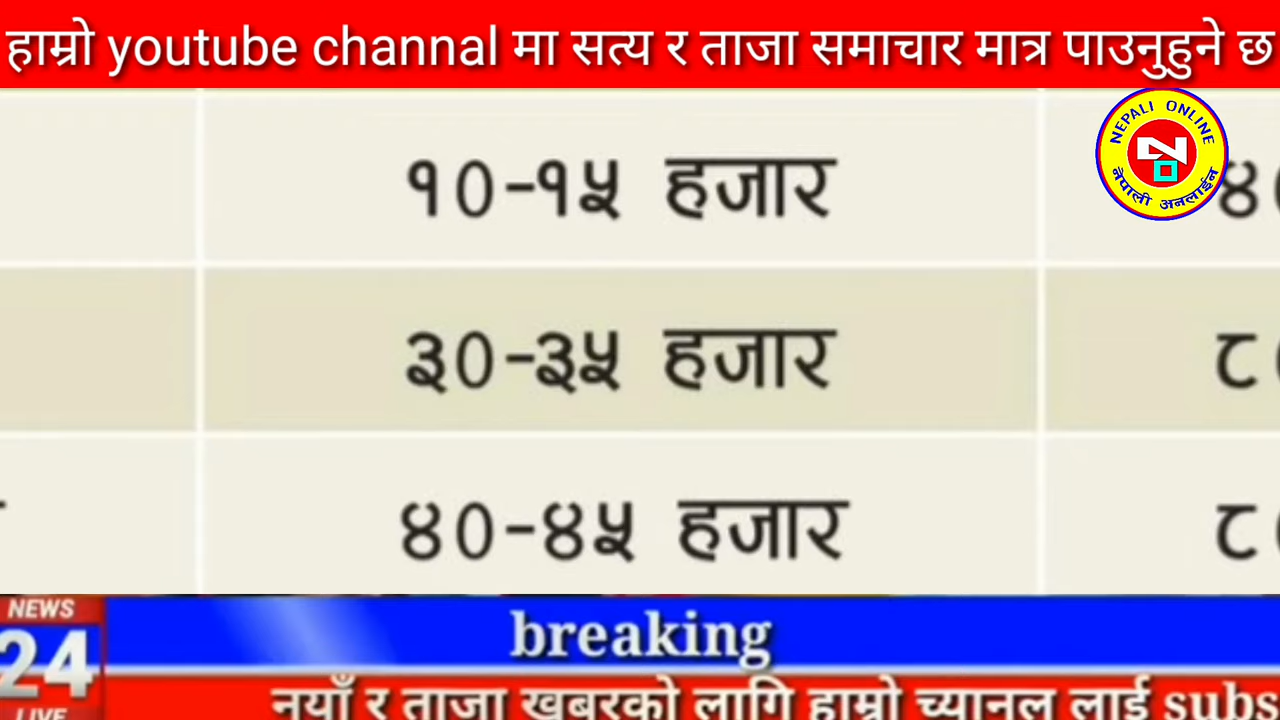 हाम्रो youtube channal मा सत्य र ताजा समाचार मात्र पाउनुहुने छ
NEPALI ONLINE
नेपाली अनलाईन
१०-१५ हजार
३०-३५ हजार
४०-४५ हजार
NEWS
24
LIVE
breaking
नयाँ र ताजा खबरको लागि हाम्रो च्यानल लाई subs